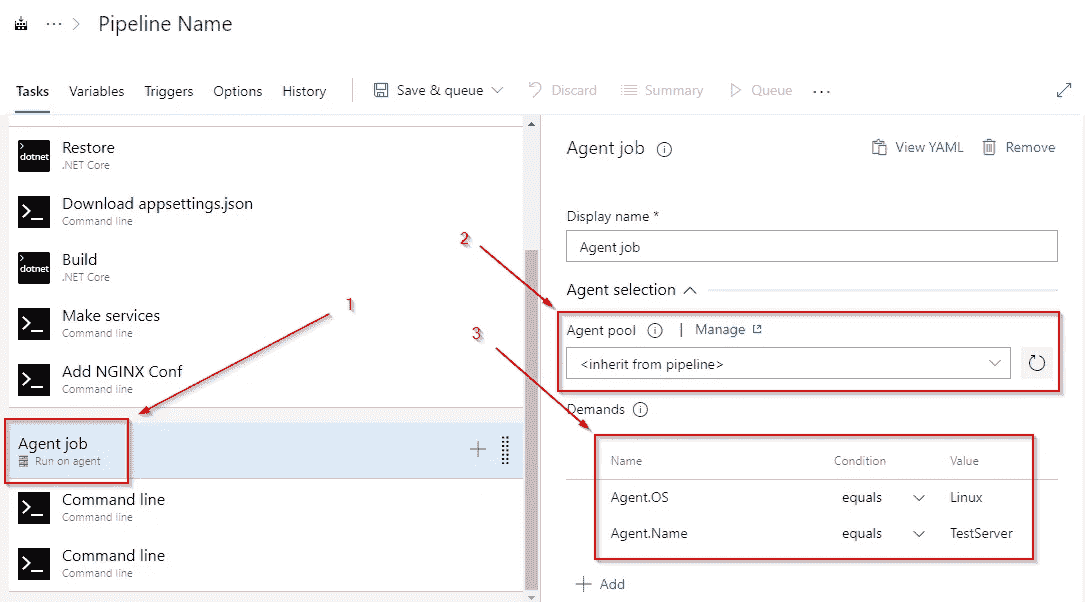 ··· > Pipeline Name
Tasks Variables Triggers Options History Save & queue Discard Summary Queue ...
dotnet Restore
.NET Core
>_ Download appsettings.json
Command line
dotnet Build
.NET Core
>_ Make services
Command line
>_ Add NGINX Conf
Command line
Agent job
Run on agent
>_ Command line
Command line
>_ Command line
Command line
1
2
3
Agent job View YAML Remove
Display name *
Agent job
Agent selection
Agent pool | Manage
<inherit from pipeline>
Demands
Name Condition Value
Agent.OS equals Linux
Agent.Name equals TestServer
+ Add